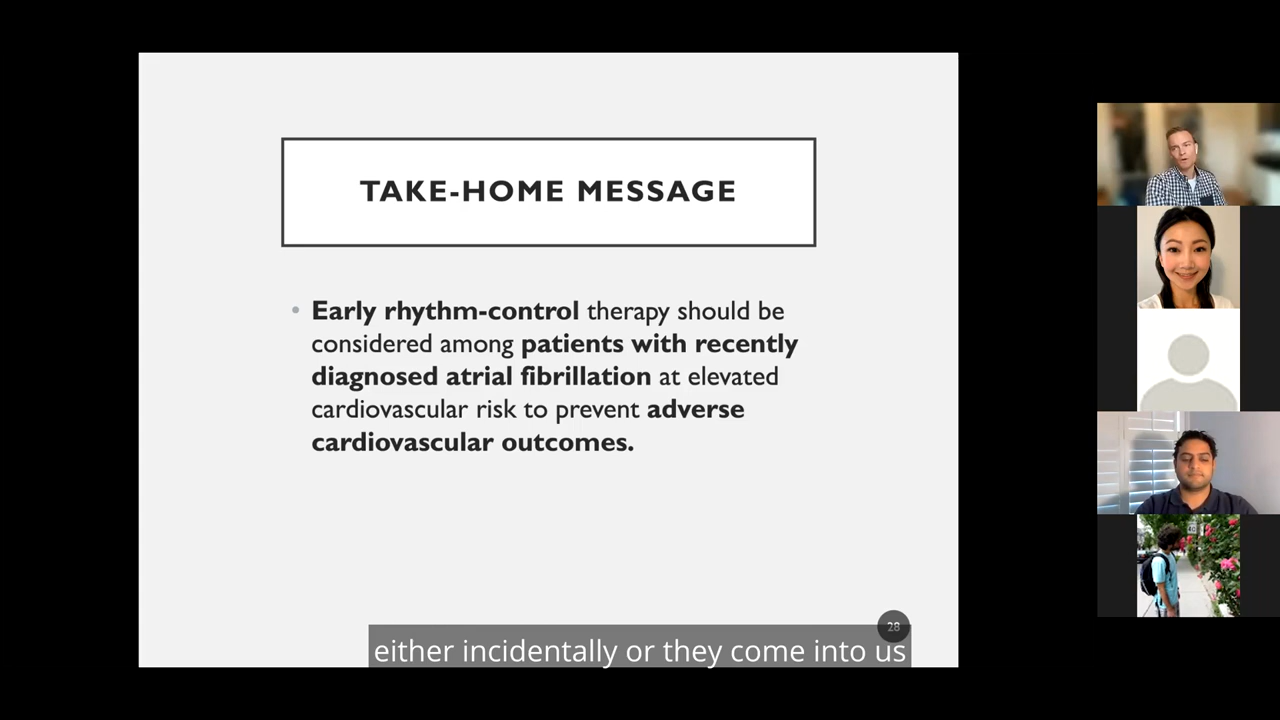 TAKE-HOME MESSAGE
• Early rhythm-control therapy should be
considered among patients with recently
diagnosed atrial fibrillation at elevated
cardiovascular risk to prevent adverse
cardiovascular outcomes.
28
either incidentally or they come into us